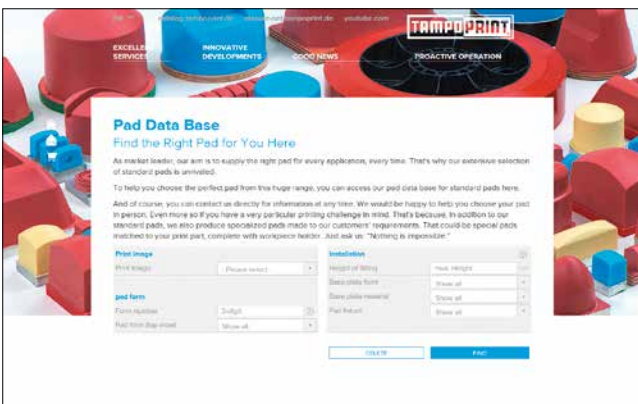 youtube.com
TAMPOPRINT
EXCELLENT SERVICES
INNOVATIVE DEVELOPMENTS
GOOD NEWS
PROACTIVE OPERATION
Pad Data Base
Find the Right Pad for You Here
As market leader, our aim is to supply the right pad for every application, every time. That's why our extensive selection
of standard pads is unrivaled.
To help you choose the perfect pad from this huge range, you can access our pad data base for standard pads here.
And of course, you can contact us directly for information at any time. We would be happy to help you choose your pad
in person. Even more so if you have a very particular printing challenge in mind. That's because, in addition to our
standard pads, we also produce specialized pads made to our customers' requirements. That could be special pads
matched to your print part, complete with workpiece holder. Just ask us: "Nothing is impossible."
Print image
Installation
Print image
- Please select
Height of fitting
max. Height
Base plate form
Show all
pad form
Base plate material
Show all
Form number
3-digit
Pad fixture
Show all
Pad form (top view)
Show all
DELETE
FIND